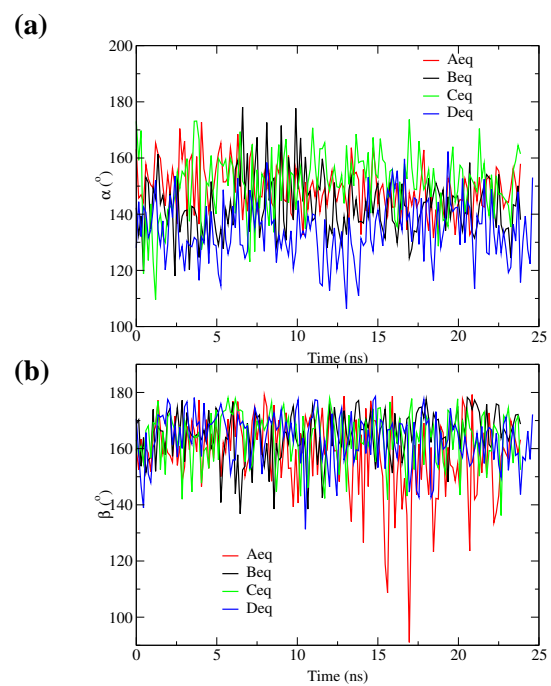 (a)
200
180
160
140
120
100
α (°)
Aeq
Beq
Ceq
Deq
0 5 10 15 20 25
Time (ns)
(b)
180
160
140
120
100
β (°)
Aeq
Beq
Ceq
Deq
0 5 10 15 20 25
Time (ns)